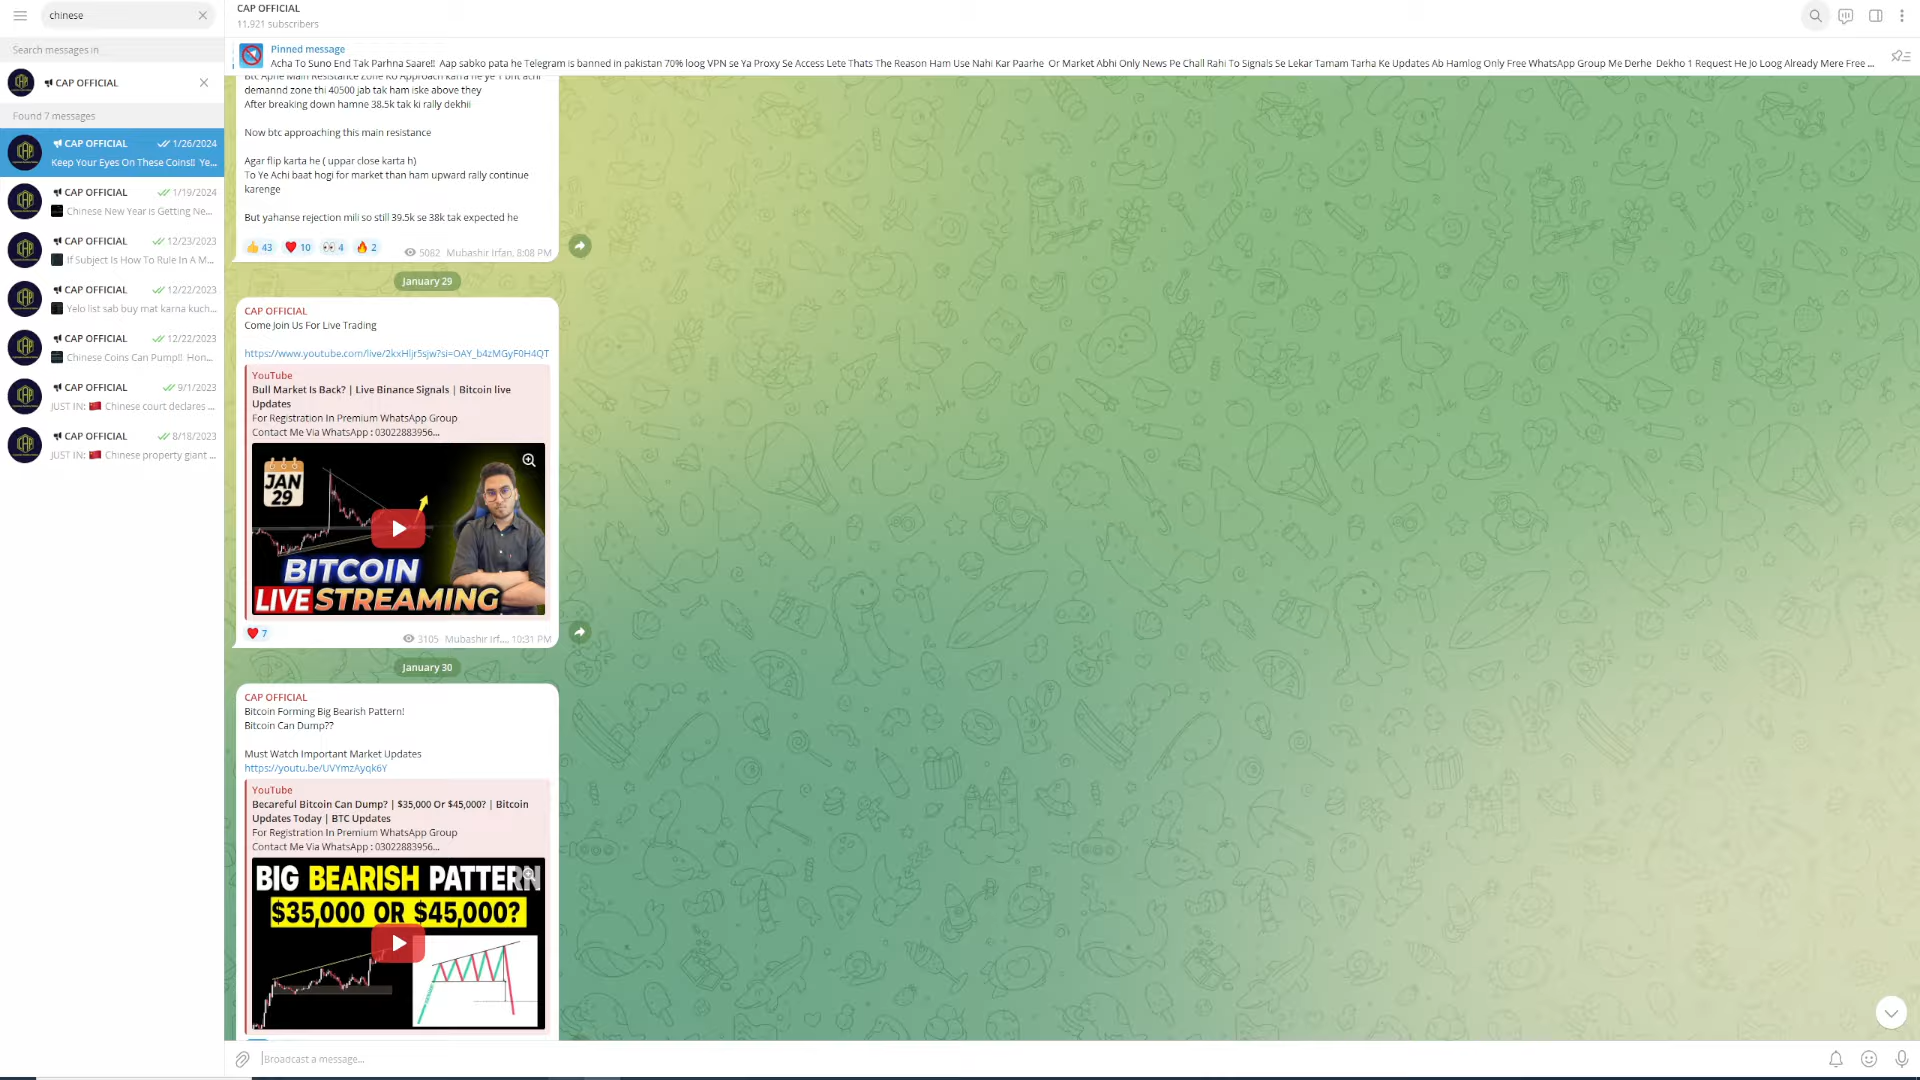 chinese
Search messages in
CAP OFFICIAL
Found 7 messages
CAP OFFICIAL 1/26/2024
Keep Your Eyes On These Coins!! Ye...
CAP OFFICIAL 1/19/2024
Chinese New Year is Getting Ne...
CAP OFFICIAL 12/23/2023
If Subject Is How To Rule In A M...
CAP OFFICIAL 12/22/2023
Yelo list sab buy mat karna kuch...
CAP OFFICIAL 12/22/2023
Chinese Coins Can Pump!! Hon...
CAP OFFICIAL 9/1/2023
JUST IN: 🇨🇳 Chinese court declares ...
CAP OFFICIAL 8/18/2023
JUST IN: 🇨🇳 Chinese property giant ...
CAP OFFICIAL
11,921 subscribers
Pinned message
Acha To Suno End Tak Parhna Saare!! Aap sabko pata he Telegram is banned in pakistan 70% loog VPN se Ya Proxy Se Access Lete Thats The Reason Ham Use Nahi Kar Paarhe Or Market Abhi Only News Pe Chall Rahi To Signals Se Lekar Tamam Tarha Ke Updates Ab Hamlog Only Free WhatsApp Group Me Derhe Dekho 1 Request He Jo Loog Already Mere Free ...
Btc Apne Main Resistance Zone Ko Approach karra he ye 1 bht achi
demannd zone thi 40500 jab tak ham iske above they
After breaking down hamne 38.5k tak ki rally dekhii
Now btc approaching this main resistance
Agar flip karta he ( uppar close karta h)
To Ye Achi baat hogi for market than ham upward rally continue
karenge
But yahanse rejection mili so still 39.5k se 38k tak expected he
👍 43 ❤️ 10 👀 4 🔥 2 5082 Mubashir Irfan, 8:08 PM
January 29
CAP OFFICIAL
Come Join Us For Live Trading
https://www.youtube.com/live/2kxHljr5sjw?si=OAY_b4zMGyF0H4QT
YouTube
Bull Market Is Back? | Live Binance Signals | Bitcoin live
Updates
For Registration In Premium WhatsApp Group
Contact Me Via WhatsApp : 03022883956...
JAN
29
BITCOIN
LIVE STREAMING
❤️ 7 3105 Mubashir Irf..., 10:31 PM
January 30
CAP OFFICIAL
Bitcoin Forming Big Bearish Pattern!
Bitcoin Can Dump??
Must Watch Important Market Updates
https://youtu.be/UVYmzAyqk6Y
YouTube
Becareful Bitcoin Can Dump? | $35,000 Or $45,000? | Bitcoin
Updates Today | BTC Updates
For Registration In Premium WhatsApp Group
Contact Me Via WhatsApp : 03022883956...
BIG BEARISH PATTERN
$35,000 OR $45,000?
Broadcast a message...